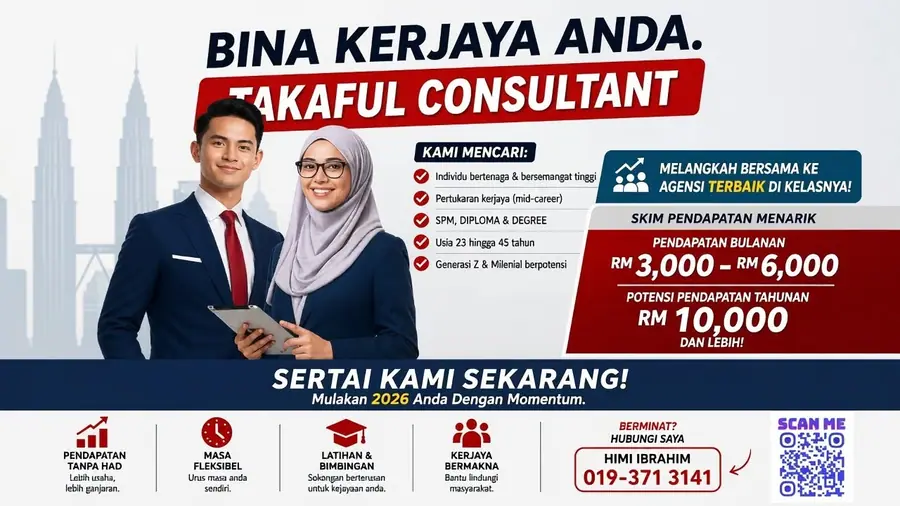 BINA KERJAYA ANDA.
TAKAFUL CONSULTANT
KAMI MENCARI:
Individu bertenaga & bersemangat tinggi
Pertukaran kerjaya (mid-career)
SPM, DIPLOMA & DEGREE
Usia 23 hingga 45 tahun
Generasi Z & Milenial berpotensi
MELANGKAH BERSAMA KE
AGENSI TERBAIK DI KELASNYA!
SKIM PENDAPATAN MENARIK
PENDAPATAN BULANAN
RM 3,000 – RM 6,000
POTENSI PENDAPATAN TAHUNAN
RM 10,000
DAN LEBIH!
SERTAI KAMI SEKARANG!
Mulakan 2026 Anda Dengan Momentum.
PENDAPATAN
TANPA HAD
Lebih usaha,
lebih ganjaran.
MASA
FLEKSIBEL
Urus masa anda
sendiri.
LATIHAN &
BIMBINGAN
Sokongan berterusan
untuk kejayaan anda.
KERJAYA
BERMAKNA
Bantu lindungi
masyarakat.
BERMINAT?
HUBUNGI SAYA
HIMI IBRAHIM
019-371 3141
SCAN ME